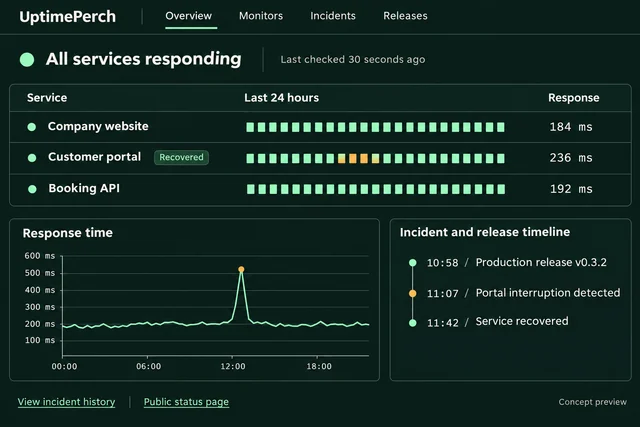 UptimePerch Overview Monitors Incidents Releases
All services responding Last checked 30 seconds ago
Service Last 24 hours Response
Company website 184 ms
Customer portal Recovered 236 ms
Booking API 192 ms
Response time
600 ms
500 ms
400 ms
300 ms
200 ms
100 ms
00:00 06:00 12:00 18:00
Incident and release timeline
10:58 / Production release v0.3.2
11:07 / Portal interruption detected
11:42 / Service recovered
View incident history Public status page Concept preview